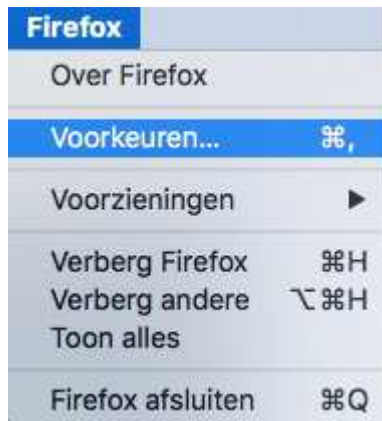 Firefox
Over Firefox
Voorkeuren... ⌘,
Voorzieningen ▶
Verberg Firefox ⌘H
Verberg andere ⌥⌘H
Toon alles
Firefox afsluiten ⌘Q